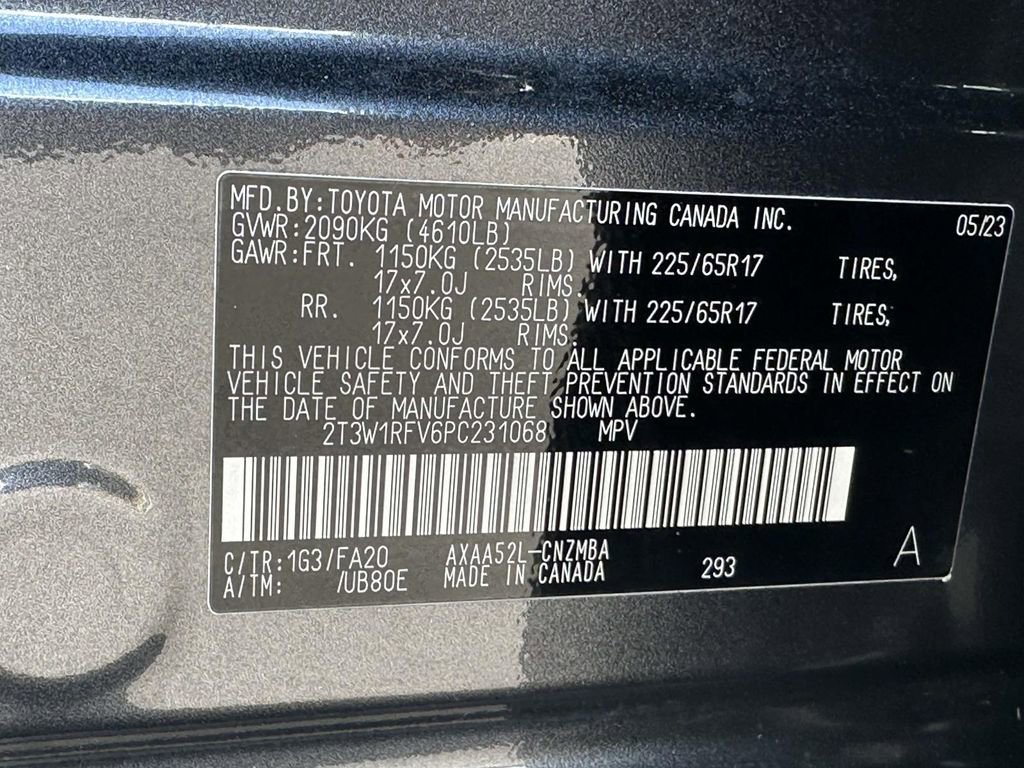 MFD.BY:TOYOTA MOTOR MANUFACTURING CANADA INC. 05/23
GVWR:2090KG (4610LB)
GAWR:FRT. 1150KG (2535LB) WITH 225/65R17 TIRES,
17x7.0J RIMS.
RR. 1150KG (2535LB) WITH 225/65R17 TIRES,
17x7.0J RIMS.
THIS VEHICLE CONFORMS TO ALL APPLICABLE FEDERAL MOTOR
VEHICLE SAFETY AND THEFT PREVENTION STANDARDS IN EFFECT ON
THE DATE OF MANUFACTURE SHOWN ABOVE.
2T3W1RFV6PC231068 MPV
C/TR:1G3/FA20 AXAA52L-CNZMBA
A/TM: /UB80E MADE IN CANADA 293 A